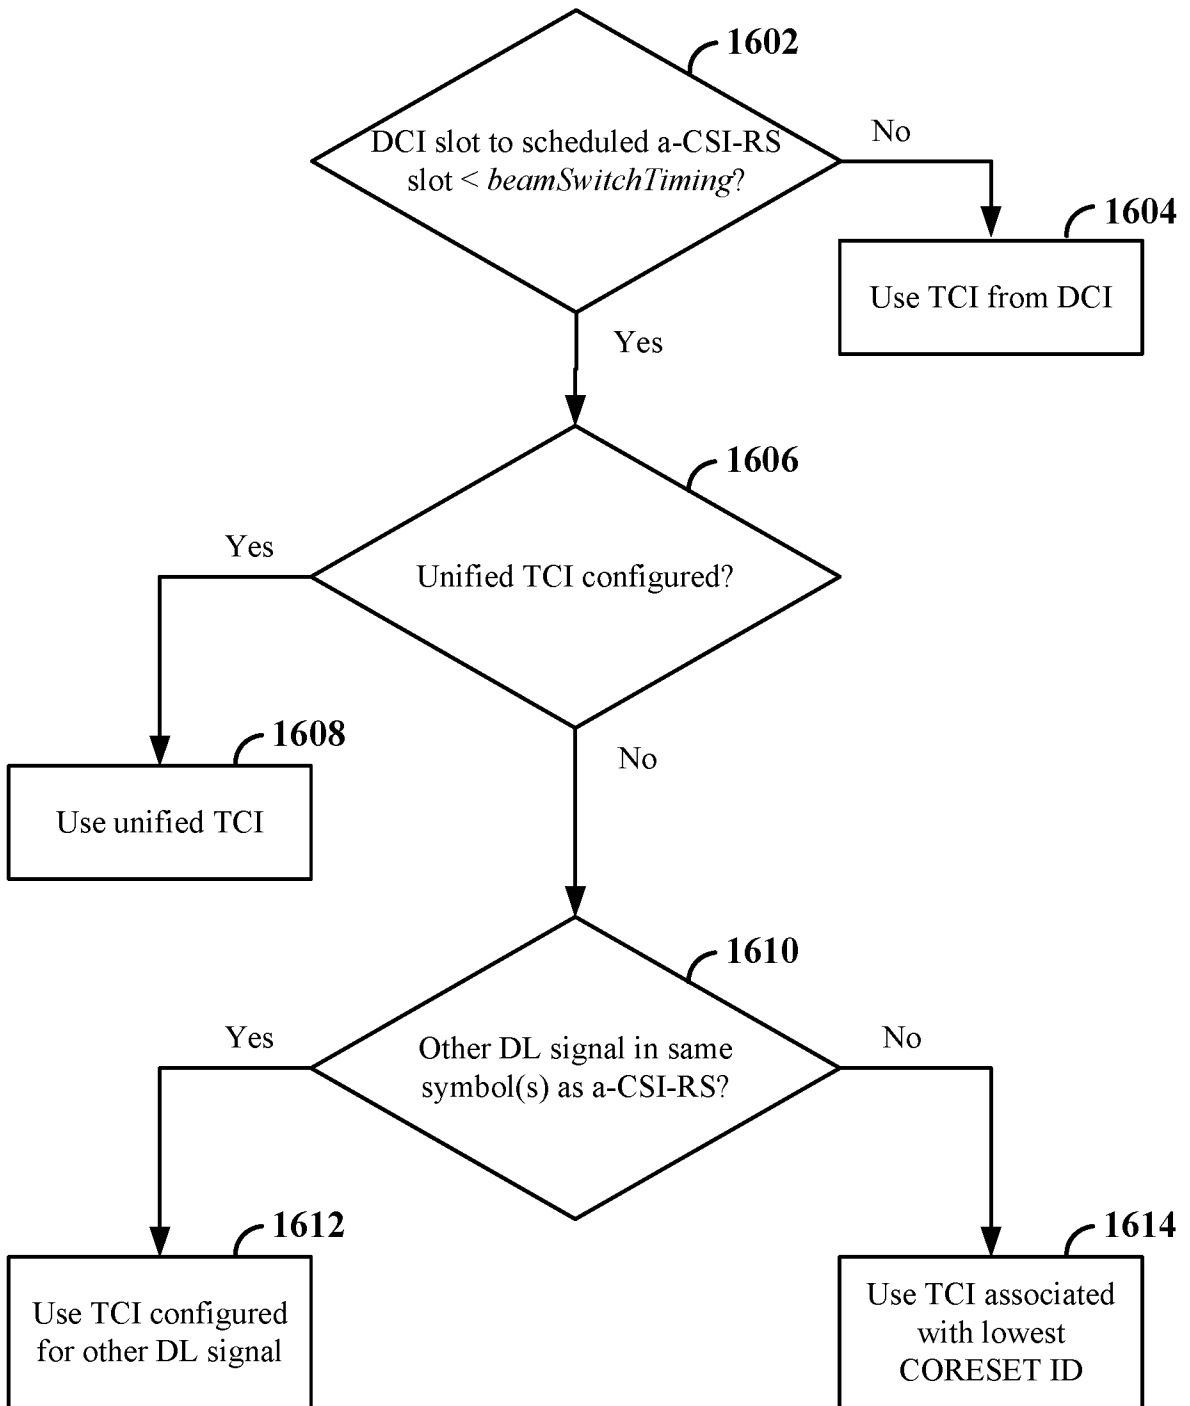 1602
DCI slot to scheduled a-CSI-RS
slot < beamSwitchTiming?
No
1604
Use TCI from DCI
Yes
1606
Unified TCI configured?
Yes
1608
Use unified TCI
No
1610
Other DL signal in same
symbol(s) as a-CSI-RS?
Yes
No
1612
Use TCI configured
for other DL signal
1614
Use TCI associated
with lowest
CORESET ID